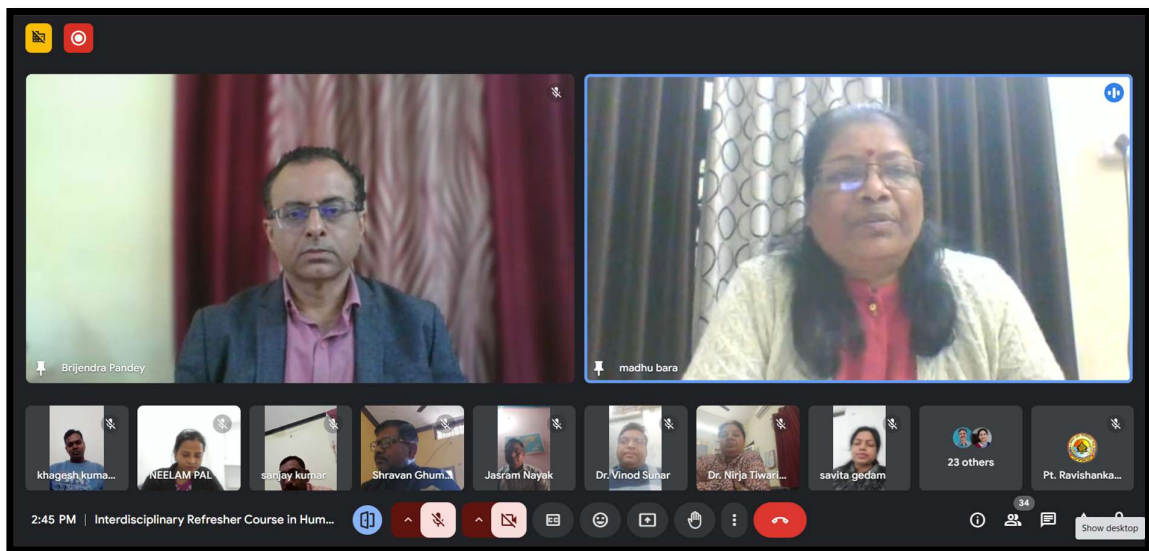 Brijendra Pandey
madhu bara
khagesh kuma...
NEELAM PAL
sanjay kumar
Shravan Ghum...
Jasram Nayak
Dr. Vinod Sunar
Dr. Nirja Tiwari...
savita gedam
23 others
Pt. Ravishanka...
2:45 PM | Interdisciplinary Refresher Course in Hum...
CC
34
Show desktop